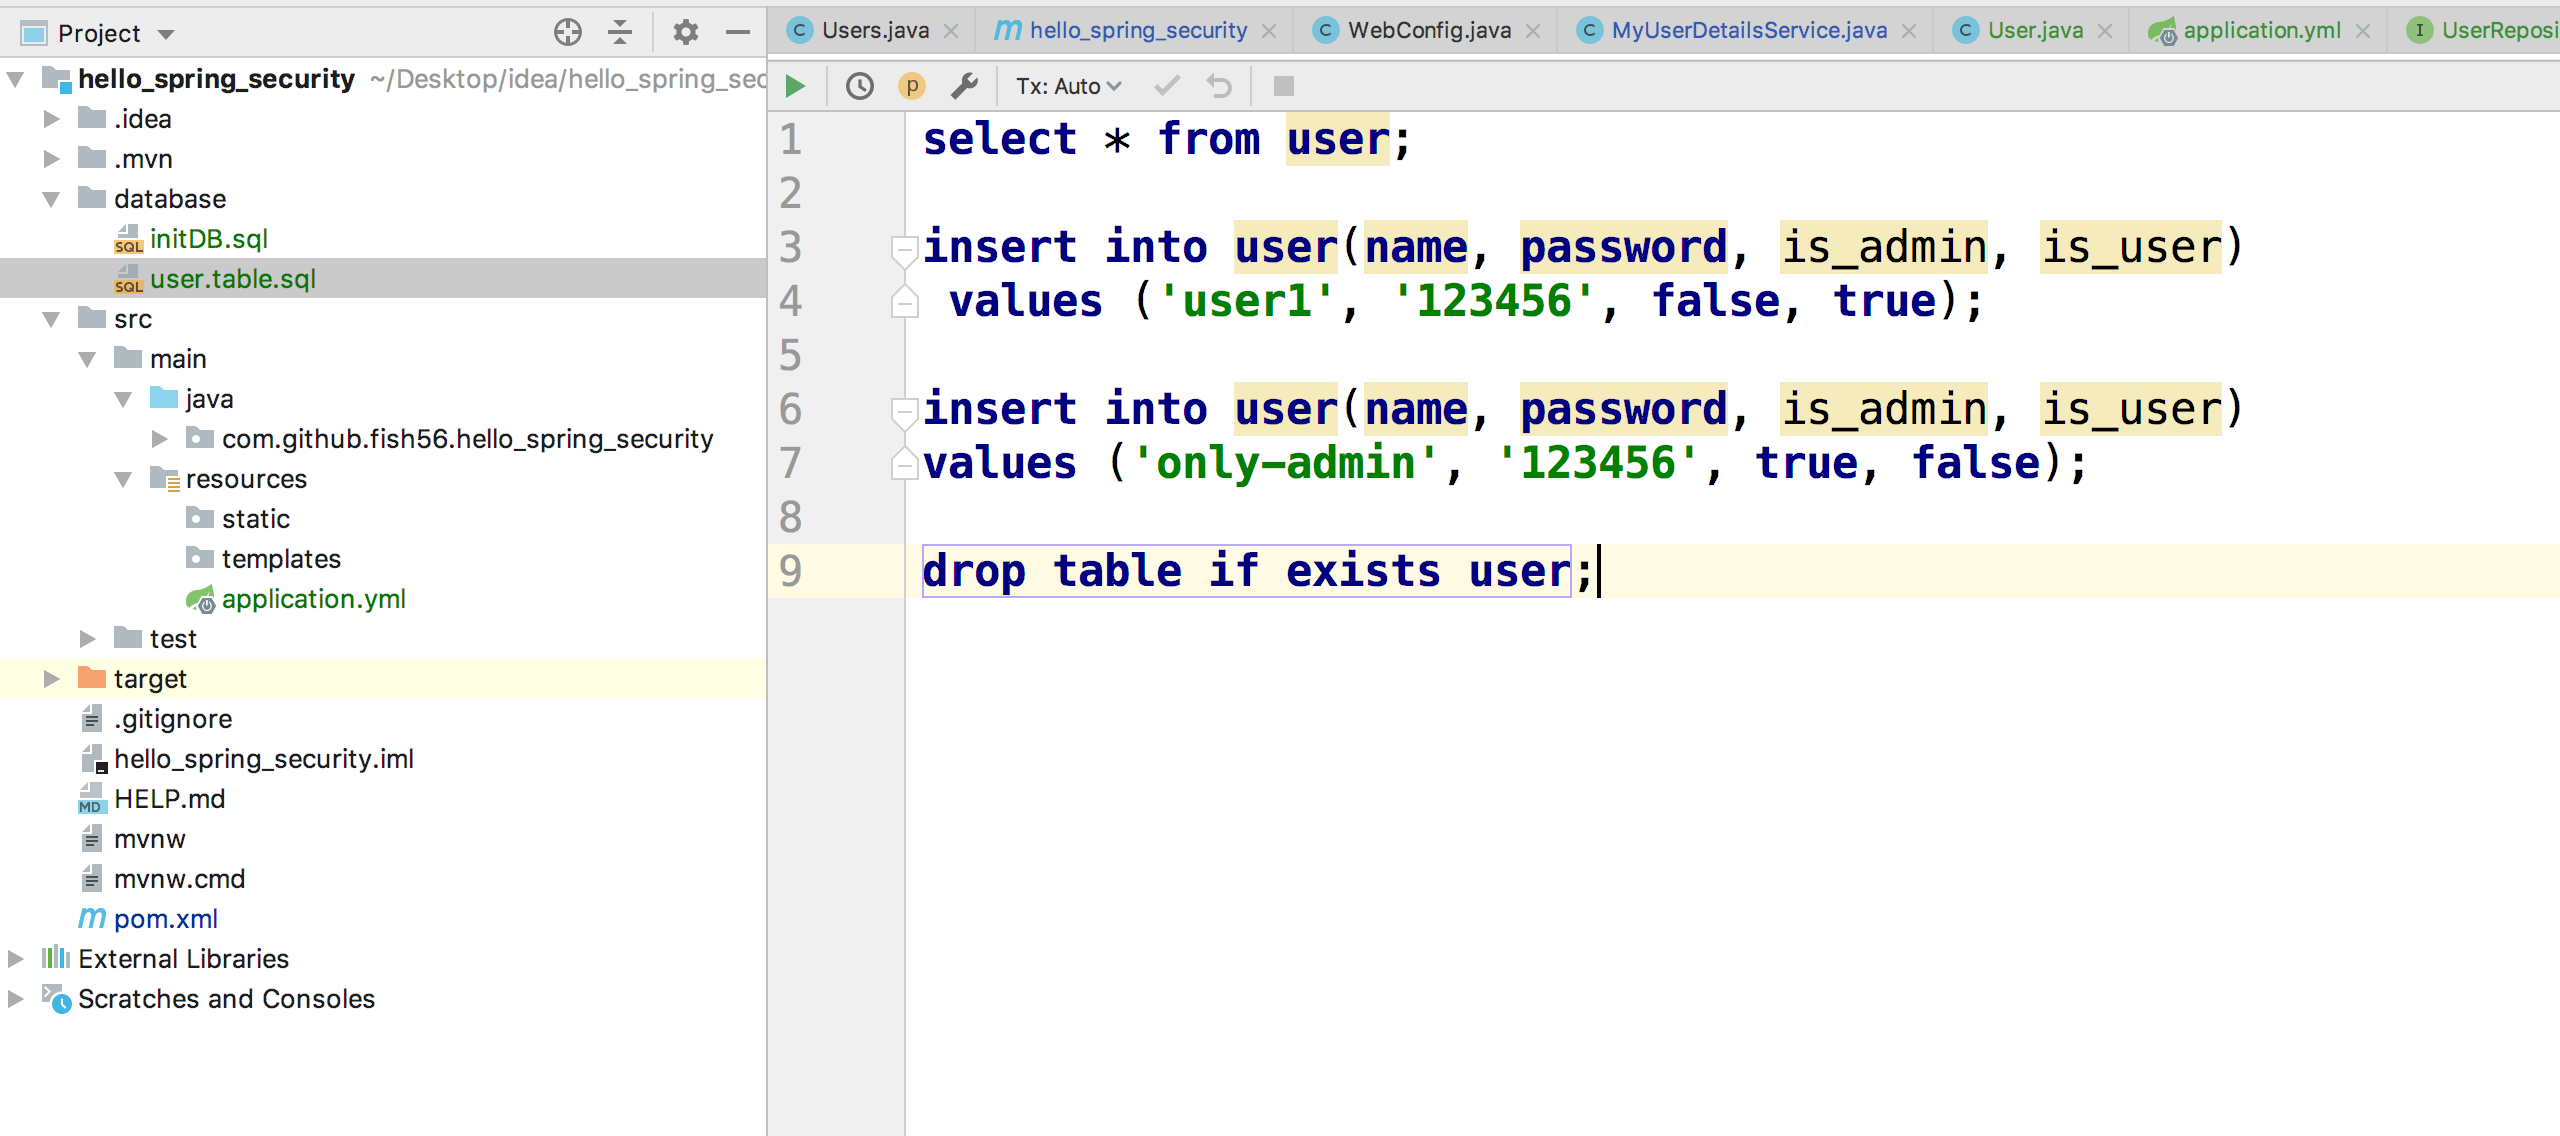 Project
hello_spring_security ~/Desktop/idea/hello_spring_sec
.idea
.mvn
database
SQL initDB.sql
SQL user.table.sql
src
main
java
com.github.fish56.hello_spring_security
resources
static
templates
application.yml
test
target
.gitignore
hello_spring_security.iml
MD HELP.md
mvnw
mvnw.cmd
m pom.xml
External Libraries
Scratches and Consoles
C Users.java m hello_spring_security C WebConfig.java C MyUserDetailsService.java C User.java application.yml I UserReposi
p Tx: Auto
1 select * from user;
2
3 insert into user(name, password, is_admin, is_user)
4 values ('user1', '123456', false, true);
5
6 insert into user(name, password, is_admin, is_user)
7 values ('only-admin', '123456', true, false);
8
9 drop table if exists user;